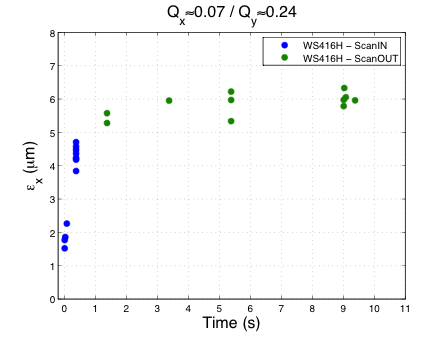 Qx≈0.07 / Qy≈0.24
WS416H − ScanIN
WS416H − ScanOUT
8
7
6
5
4
3
2
1
0
εx (μm)
0 1 2 3 4 5 6 7 8 9 10 11
Time (s)